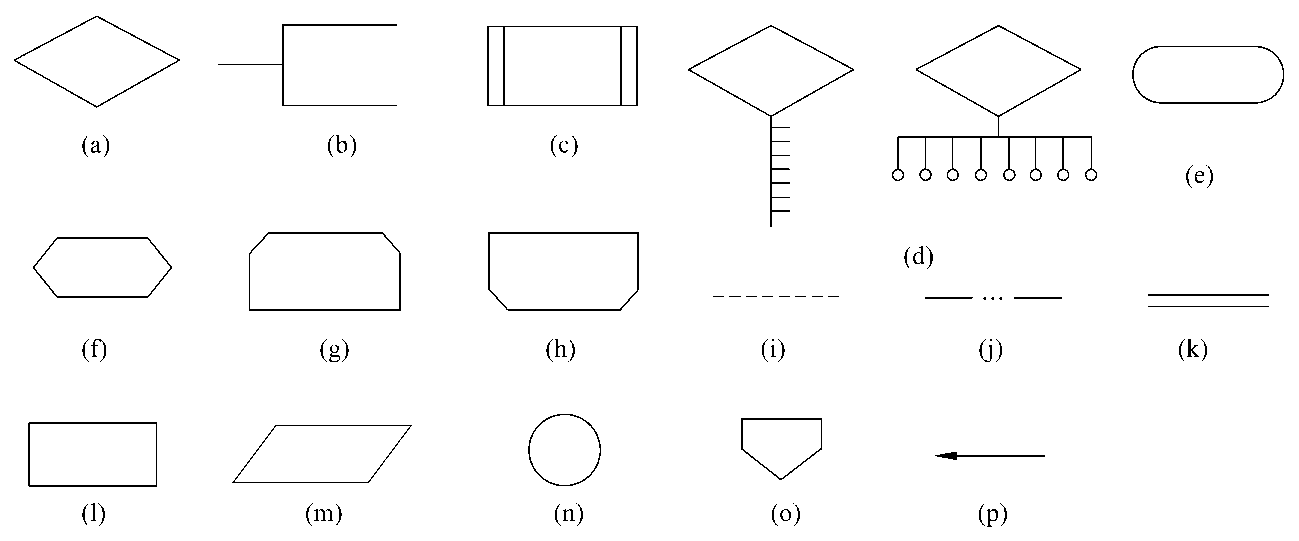 (a) (b) (c)
(e)
(d)
(f) (g) (h) (i) (j) (k)
(l) (m) (n) (o) (p)